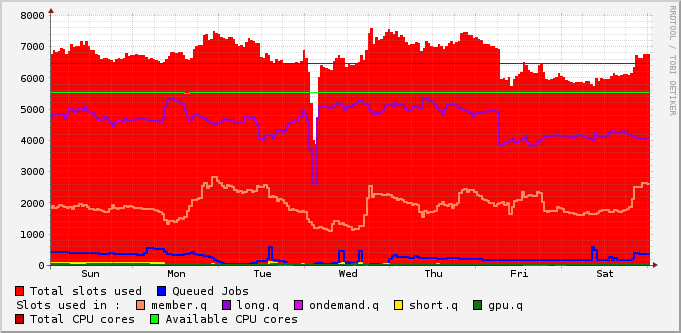 8000
7000
6000
5000
4000
3000
2000
1000
0
Sun Mon Tue Wed Thu Fri Sat
RRDTOOL / TOBI OETIKER
Total slots used Queued Jobs
Slots used in : member.q long.q ondemand.q short.q gpu.q
Total CPU cores Available CPU cores